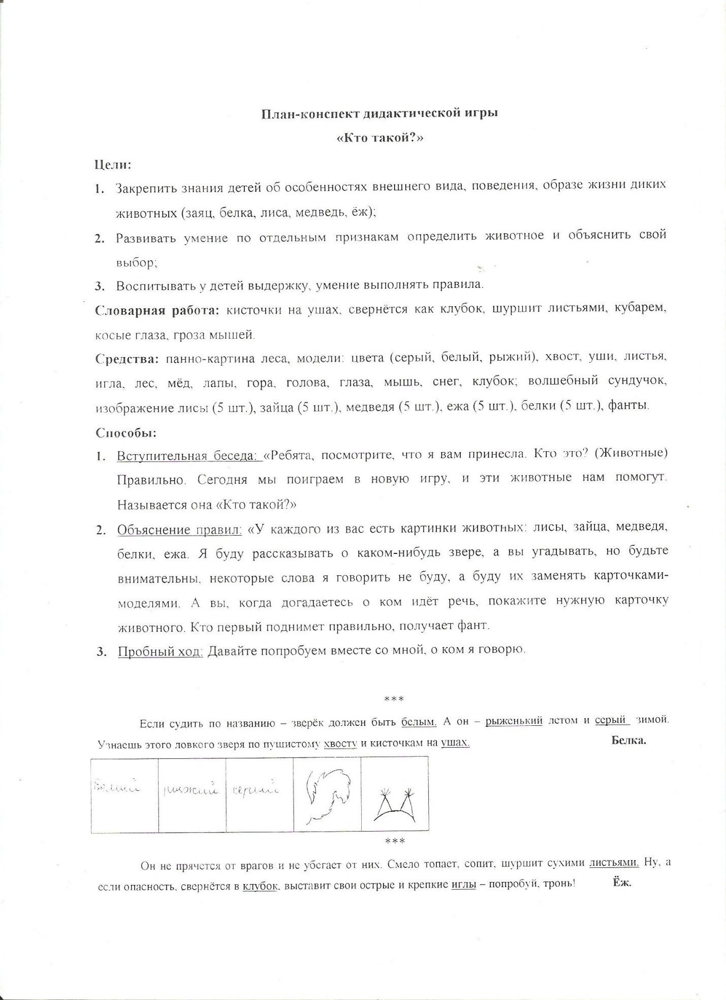 План-конспект дидактической игры
«Кто такой?»
Цели:
1. Закрепить знания детей об особенностях внешнего вида, поведения, образе жизни диких
животных (заяц, белка, лиса, медведь, ёж);
2. Развивать умение по отдельным признакам определить животное и объяснить свой
выбор;
3. Воспитывать у детей выдержку, умение выполнять правила.
Словарная работа: кисточки на ушах, свернётся как клубок, шуршит листьями, кубарем,
косые глаза, гроза мышей.
Средства: панно-картина леса, модели: цвета (серый, белый, рыжий), хвост, уши, листья,
игла, лес, мёд, лапы, гора, голова, глаза, мышь, снег, клубок; волшебный сундучок,
изображение лисы (5 шт.), зайца (5 шт.), медведя (5 шт.), ежа (5 шт.), белки (5 шт.), фанты.
Способы:
1. Вступительная беседа: «Ребята, посмотрите, что я вам принесла. Кто это? (Животные)
Правильно. Сегодня мы поиграем в новую игру, и эти животные нам помогут.
Называется она «Кто такой?»
2. Объяснение правил: «У каждого из вас есть картинки животных: лисы, зайца, медведя,
белки, ежа. Я буду рассказывать о каком-нибудь звере, а вы угадывать, но будьте
внимательны, некоторые слова я говорить не буду, а буду их заменять карточками-
моделями. А вы, когда догадаетесь о ком идёт речь, покажите нужную карточку
животного. Кто первый поднимет правильно, получает фант.
3. Пробный ход: Давайте попробуем вместе со мной, о ком я говорю.
***
Если судить по названию – зверёк должен быть белым. А он – рыженький летом и серый зимой.
Узнаешь этого ловкого зверя по пушистому хвосту и кисточкам на ушах. Белка.
белый рыжий серый
***
Он не прячется от врагов и не убегает от них. Смело топает, сопит, шуршит сухими листьями. Ну, а
если опасность, свернётся в клубок, выставит свои острые и крепкие иглы – попробуй, тронь! Ёж.